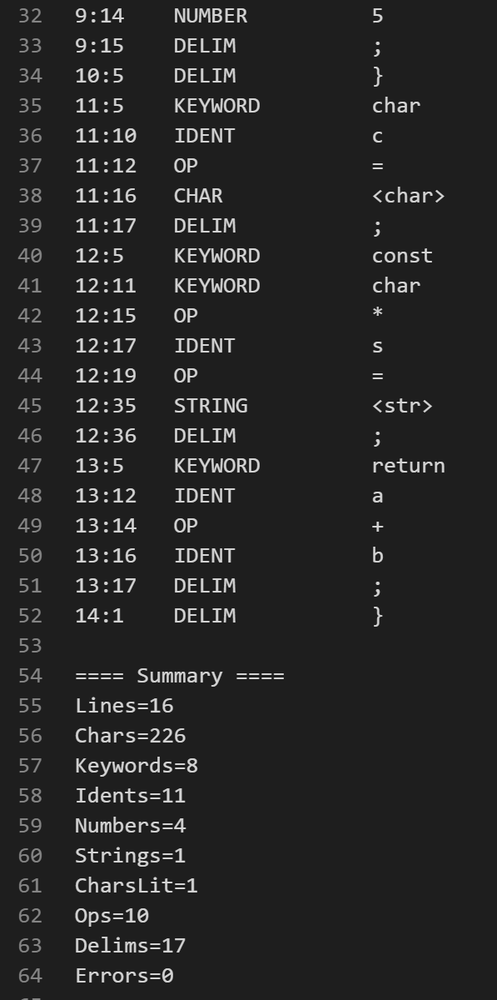 32 9:14 NUMBER 5
33 9:15 DELIM ;
34 10:5 DELIM }
35 11:5 KEYWORD char
36 11:10 IDENT c
37 11:12 OP =
38 11:16 CHAR <char>
39 11:17 DELIM ;
40 12:5 KEYWORD const
41 12:11 KEYWORD char
42 12:15 OP *
43 12:17 IDENT s
44 12:19 OP =
45 12:35 STRING <str>
46 12:36 DELIM ;
47 13:5 KEYWORD return
48 13:12 IDENT a
49 13:14 OP +
50 13:16 IDENT b
51 13:17 DELIM ;
52 14:1 DELIM }
53
54 ==== Summary ====
55 Lines=16
56 Chars=226
57 Keywords=8
58 Idents=11
59 Numbers=4
60 Strings=1
61 CharsLit=1
62 Ops=10
63 Delims=17
64 Errors=0